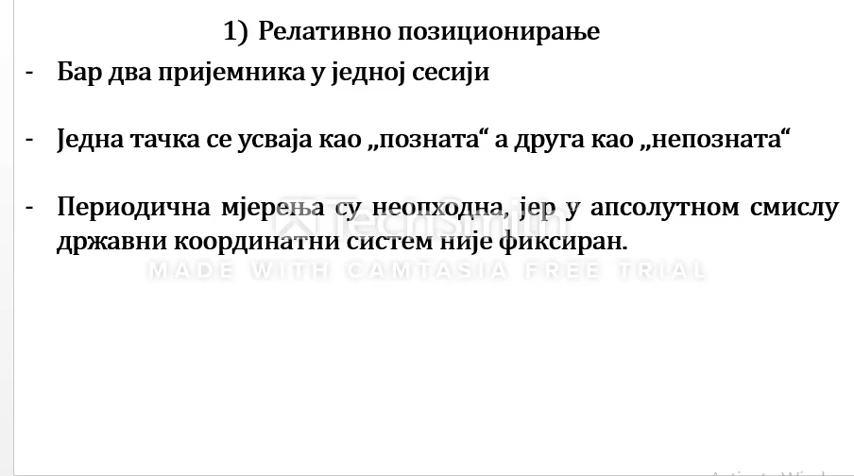 1) Релативно позиционирање
- Бар два пријемника у једној сесији
- Једна тачка се усваја као ,,позната“ а друга као ,,непозната“
- Периодична мјерења су неопходна, јер у апсолутном смислу
државни координатни систем није фиксиран.
TechSmith
MADE WITH CAMTASIA FREE TRIAL